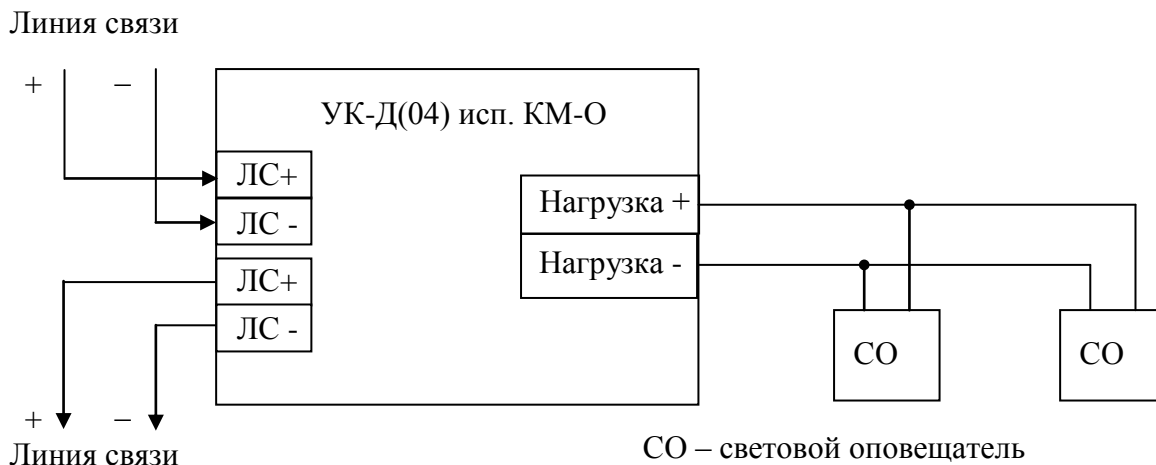 Линия связи
+ –
УК-Д(04) исп. КМ-О
ЛС+
ЛС -
ЛС+
ЛС -
Нагрузка +
Нагрузка -
СО
СО
+ –
Линия связи
СО – световой оповещатель